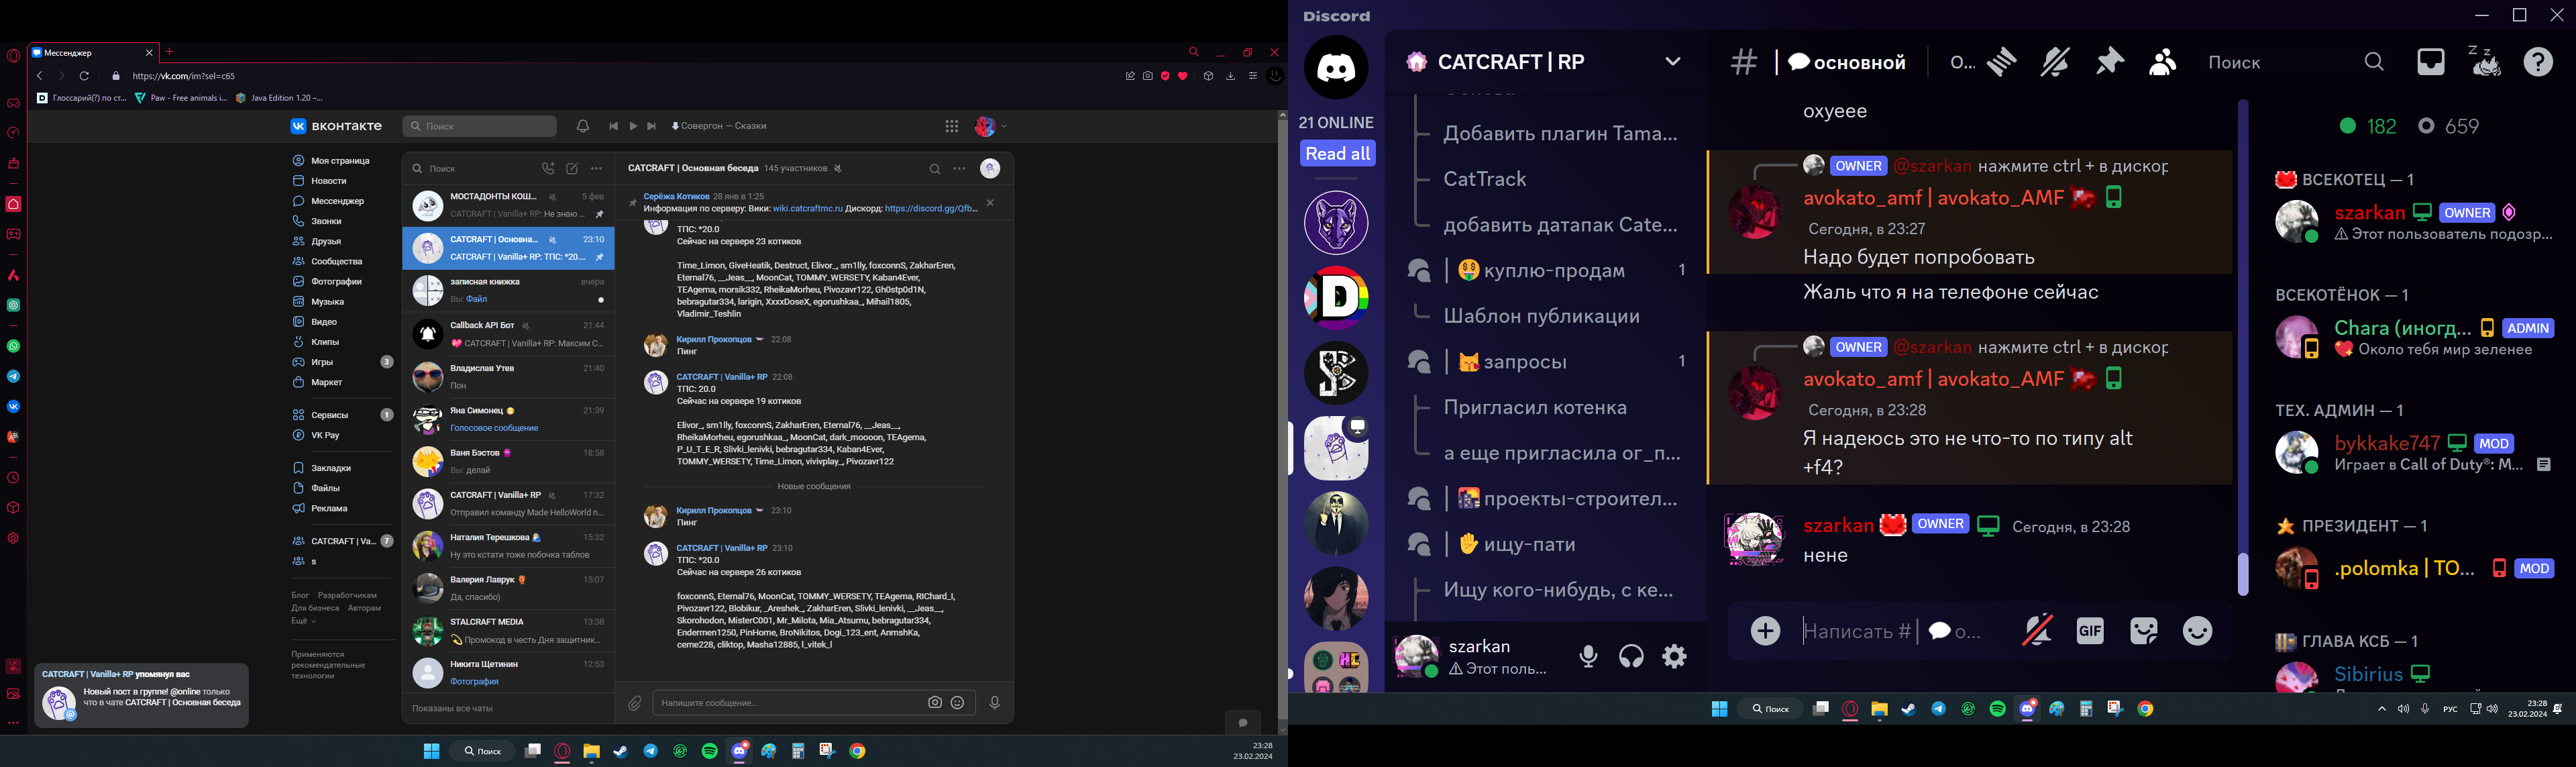 Мессенджер
https://vk.com/im?sel=c65
Глоссарий(?) по ст...
Paw - Free animals i...
Java Edition 1.20 –...
вконтакте
Поиск
Совергон — Сказки
Моя страница
Новости
Мессенджер
Звонки
Друзья
Сообщества
Фотографии
Музыка
Видео
Клипы
Игры
3
Маркет
Сервисы
1
VK Pay
Закладки
Файлы
Реклама
CATCRAFT | Va...
7
s
Блог Разработчикам
Для бизнеса Авторам
Ещё
Применяются
рекомендательные
технологии
Поиск
МОСТАДОНТЫ КОШ...
5 фев
CATCRAFT | Vanilla+ RP: Не знаю ...
CATCRAFT | Основна...
23:10
CATCRAFT | Vanilla+ RP: ТПС: *20....
записная книжка
вчера
Вы: Файл
Callback API Бот
21:44
CATCRAFT | Vanilla+ RP: Максим С...
Владислав Утев
21:40
Пон
Яна Симонец
21:39
Голосовое сообщение
Ваня Бэстов
18:58
Вы: делай
CATCRAFT | Vanilla+ RP
17:32
Отправил команду Made HelloWorld п...
Наталия Терешкова
15:32
Ну это кстати тоже побочка таблов
Валерия Лаврук
15:07
Да, спасибо)
STALCRAFT MEDIA
13:38
Промокод в честь Дня защитник...
Никита Щетинин
12:53
Фотография
Показаны все чаты
CATCRAFT | Основная беседа 145 участников
Серёжа Котиков 28 янв в 1:25
Информация по серверу: Вики: wiki.catcraftmc.ru Дискорд: https://discord.gg/Qfb...
ТПС: *20.0
Сейчас на сервере 23 котиков
Time_Limon, GiveHeatik, Destruct, Elivor_, sm1lly, foxconnS, ZakharEren,
Eternal76, __Jeas__, MoonCat, TOMMY_WERSETY, Kaban4Ever,
TEAgema, morsik332, RheikaMorheu, Pivozavr122, Gh0stp0d1N,
bebragutar334, larigin, XxxxDoseX, egorushkaa_, Mihail1805,
Vladimir_Teshlin
Кирилл Прокопцов 22:08
Пинг
CATCRAFT | Vanilla+ RP 22:08
ТПС: 20.0
Сейчас на сервере 19 котиков
Elivor_, sm1lly, foxconnS, ZakharEren, Eternal76, __Jeas__,
RheikaMorheu, egorushkaa_, MoonCat, dark_moooon, TEAgema,
P_U_T_E_R, Slivki_lenivki, bebragutar334, Kaban4Ever,
TOMMY_WERSETY, Time_Limon, vivivplay_, Pivozavr122
Новые сообщения
Кирилл Прокопцов 23:10
Пинг
CATCRAFT | Vanilla+ RP 23:10
ТПС: *20.0
Сейчас на сервере 26 котиков
foxconnS, Eternal76, MoonCat, TOMMY_WERSETY, TEAgema, RIChard_I,
Pivozavr122, Blobikur, _Areshek_, ZakharEren, Slivki_lenivki, __Jeas__,
Skorohodon, MisterC001, Mr_Milota, Mia_Atsumu, bebragutar334,
Endermen1250, PinHome, BroNikitos, Dogi_123_ent, AnmshKa,
ceme228, cliktop, Masha12885, l_vitek_l
Напишите сообщение...
CATCRAFT | Vanilla+ RP упомянул вас
Новый пост в группе! @online только
что в чате CATCRAFT | Основная беседа
Поиск
23:28
23.02.2024
Discord
21 ONLINE
Read all
CATCRAFT | RP
Добавить плагин Tama...
CatTrack
добавить датапак Cate...
куплю-продам
1
Шаблон публикации
запросы
1
Пригласил котенка
а еще пригласила ог_п...
проекты-строител...
ищу-пати
Ищу кого-нибудь, с ке...
szarkan
Этот поль...
основной
О...
Поиск
охуеее
OWNER @szarkan нажмите ctrl + в дискор
avokato_amf | avokato_AMF
Сегодня, в 23:27
Надо будет попробовать
Жаль что я на телефоне сейчас
OWNER @szarkan нажмите ctrl + в дискор
avokato_amf | avokato_AMF
Сегодня, в 23:28
Я надеюсь это не что-то по типу alt
+f4?
szarkan OWNER Сегодня, в 23:28
нене
Написать # | о...
GIF
182 659
ВСЕКОТЕЦ — 1
szarkan OWNER
Этот пользователь подозр...
ВСЕКОТЁНОК — 1
Chara (иногд... ADMIN
Около тебя мир зеленее
ТЕХ. АДМИН — 1
bykkake747 MOD
Играет в Call of Duty®: M...
ПРЕЗИДЕНТ — 1
.polomka | TO... MOD
ГЛАВА КСБ — 1
Sibirius
Поиск
РУС
23:28
23.02.2024